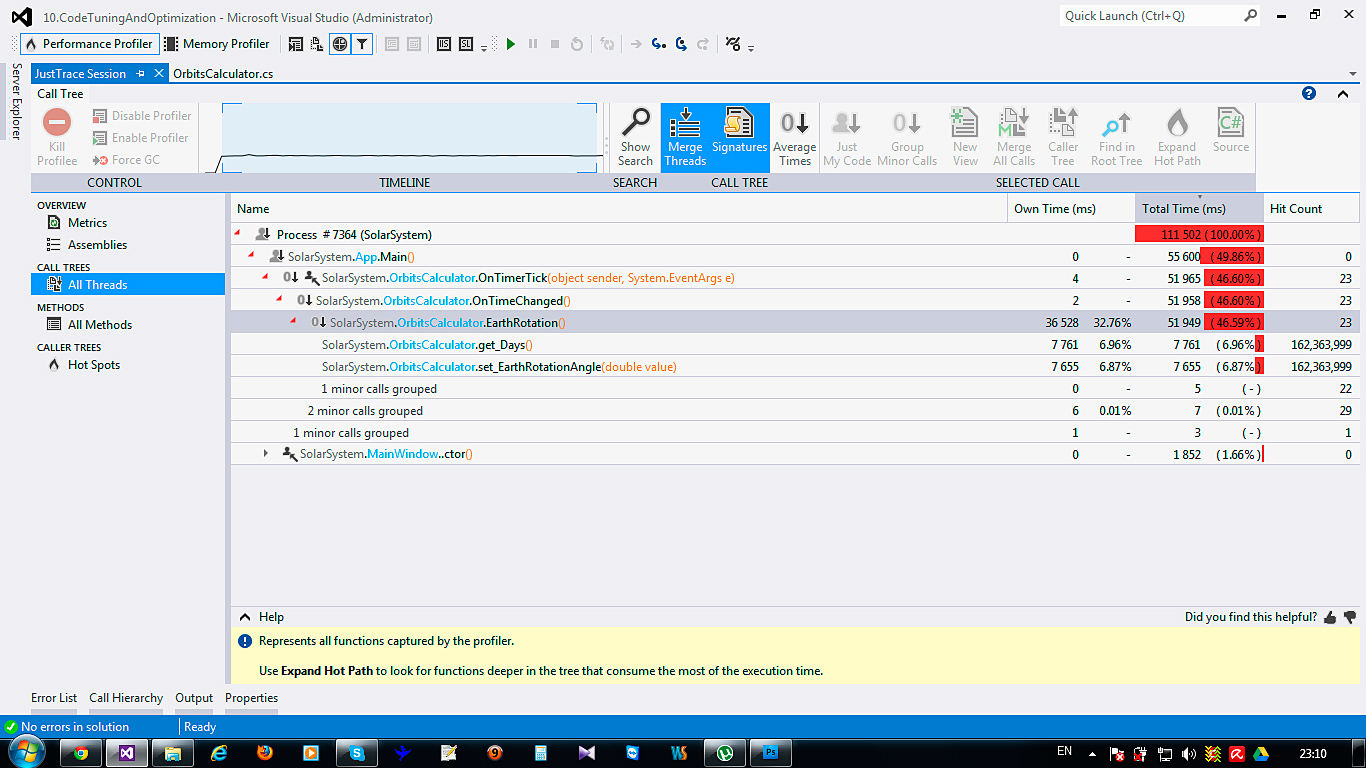 10.CodeTuningAndOptimization - Microsoft Visual Studio (Administrator)
Quick Launch (Ctrl+Q)
Performance Profiler Memory Profiler
Server Explorer
JustTrace Session OrbitsCalculator.cs
Call Tree
Kill Profilee
Disable Profiler
Enable Profiler
Force GC
Show Search
Merge Threads
Signatures
Average Times
Just My Code
Group Minor Calls
New View
Merge All Calls
Caller Tree
Find in Root Tree
Expand Hot Path
C#
Source
CONTROL TIMELINE SEARCH CALL TREE SELECTED CALL
OVERVIEW
Metrics
Assemblies
CALL TREES
All Threads
METHODS
All Methods
CALLER TREES
Hot Spots
Name Own Time (ms) Total Time (ms) Hit Count
Process # 7364 (SolarSystem) 111 502 ( 100.00% )
SolarSystem.App.Main() 0 - 55 600 ( 49.86% ) 0
SolarSystem.OrbitsCalculator.OnTimerTick(object sender, System.EventArgs e) 4 - 51 965 ( 46.60% ) 23
SolarSystem.OrbitsCalculator.OnTimeChanged() 2 - 51 958 ( 46.60% ) 23
SolarSystem.OrbitsCalculator.EarthRotation() 36 528 32.76% 51 949 ( 46.59% ) 23
SolarSystem.OrbitsCalculator.get_Days() 7 761 6.96% 7 761 ( 6.96% ) 162,363,999
SolarSystem.OrbitsCalculator.set_EarthRotationAngle(double value) 7 655 6.87% 7 655 ( 6.87% ) 162,363,999
1 minor calls grouped 0 - 5 ( - ) 22
2 minor calls grouped 6 0.01% 7 ( 0.01% ) 29
1 minor calls grouped 1 - 3 ( - ) 1
SolarSystem.MainWindow..ctor() 0 - 1 852 ( 1.66% ) 0
Help Did you find this helpful?
Represents all functions captured by the profiler.
Use Expand Hot Path to look for functions deeper in the tree that consume the most of the execution time.
Error List Call Hierarchy Output Properties
No errors in solution Ready
EN 23:10